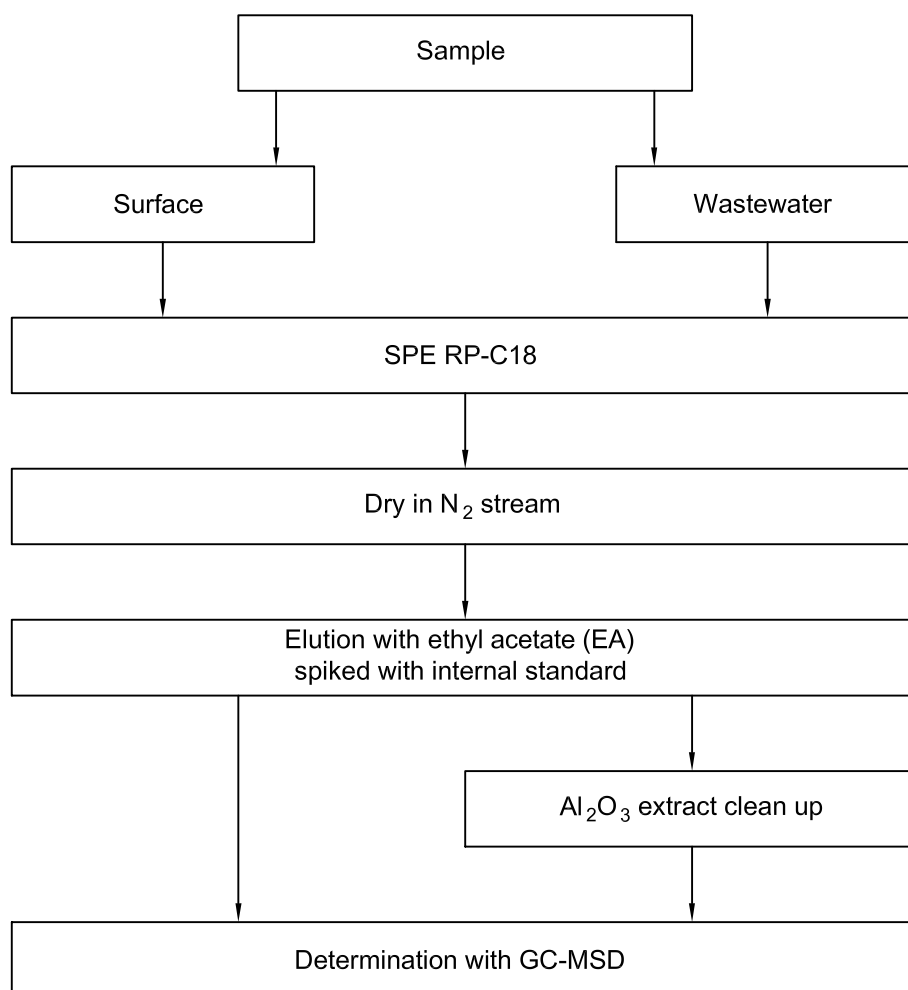 Sample
Surface
Wastewater
SPE RP-C18
Dry in N₂ stream
Elution with ethyl acetate (EA)
spiked with internal standard
Al₂O₃ extract clean up
Determination with GC-MSD